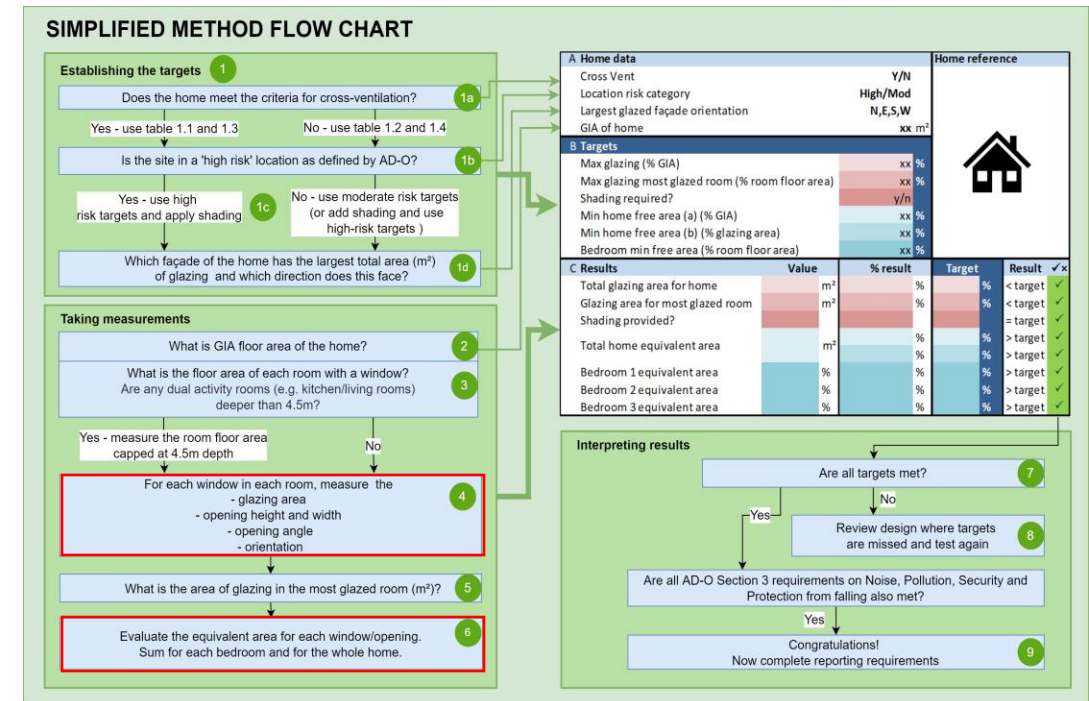 SIMPLIFIED METHOD FLOW CHART
Establishing the targets
1
Does the home meet the criteria for cross-ventilation?
1a
Yes - use table 1.1 and 1.3
No - use table 1.2 and 1.4
Is the site in a 'high risk' location as defined by AD-O?
1b
Yes - use high
risk targets and apply shading
1c
No - use moderate risk targets
(or add shading and use
high-risk targets )
Which façade of the home has the largest total area (m²)
of glazing and which direction does this face?
1d
Taking measurements
What is GIA floor area of the home?
2
What is the floor area of each room with a window?
Are any dual activity rooms (e.g. kitchen/living rooms)
deeper than 4.5m?
3
Yes - measure the room floor area
capped at 4.5m depth
No
For each window in each room, measure the
- glazing area
- opening height and width
- opening angle
- orientation
4
What is the area of glazing in the most glazed room (m²)?
5
Evaluate the equivalent area for each window/opening.
Sum for each bedroom and for the whole home.
6
A Home data
Home reference
Cross Vent Y/N
Location risk category High/Mod
Largest glazed façade orientation N,E,S,W
GIA of home xx m²
B Targets
Max glazing (% GIA) xx %
Max glazing most glazed room (% room floor area) xx %
Shading required? y/n
Min home free area (a) (% GIA) xx %
Min home free area (b) (% glazing area) xx %
Bedroom min free area (% room floor area) xx %
C Results Value % result Target Result ✓×
Total glazing area for home m² % % < target ✓
Glazing area for most glazed room m² % % < target ✓
Shading provided? = target ✓
Total home equivalent area m² % % > target ✓
% % > target ✓
Bedroom 1 equivalent area % % % > target ✓
Bedroom 2 equivalent area % % % > target ✓
Bedroom 3 equivalent area % % % > target ✓
Interpreting results
Are all targets met?
7
Yes
No
Review design where targets
are missed and test again
8
Are all AD-O Section 3 requirements on Noise, Pollution, Security and
Protection from falling also met?
Yes
Congratulations!
Now complete reporting requirements
9